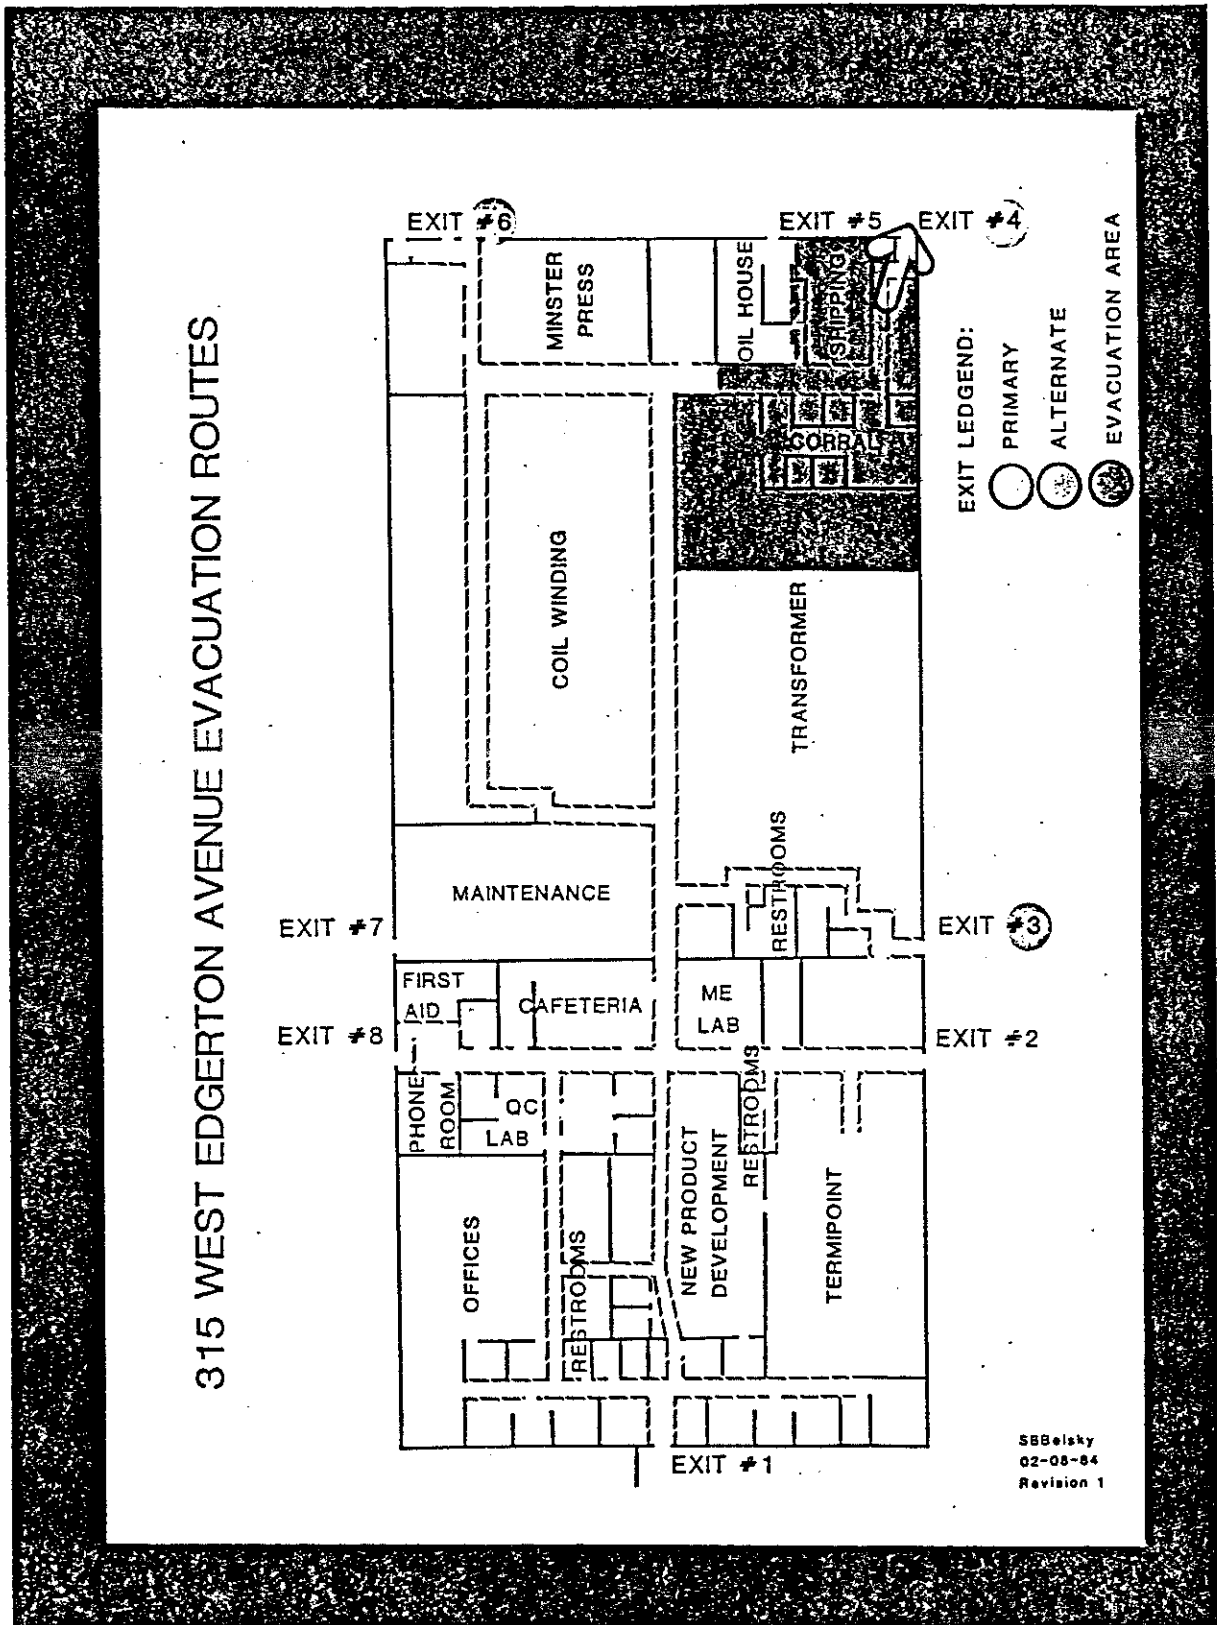 315 WEST EDGERTON AVENUE EVACUATION ROUTES
EXIT #6
EXIT #5
EXIT #4
MINSTER
PRESS
OIL HOUSE
SHIPPING
CORRAL
COIL WINDING
TRANSFORMER
EXIT LEDGEND:
PRIMARY
ALTERNATE
EVACUATION AREA
MAINTENANCE
RESTROOMS
EXIT #7
EXIT #3
FIRST
AID
CAFETERIA
ME
LAB
EXIT #8
EXIT #2
PHONE
ROOM
QC
LAB
RESTROOMS
OFFICES
RESTROOMS
NEW PRODUCT
DEVELOPMENT
TERMIPOINT
EXIT #1
SBBelsky
02-08-84
Revision 1